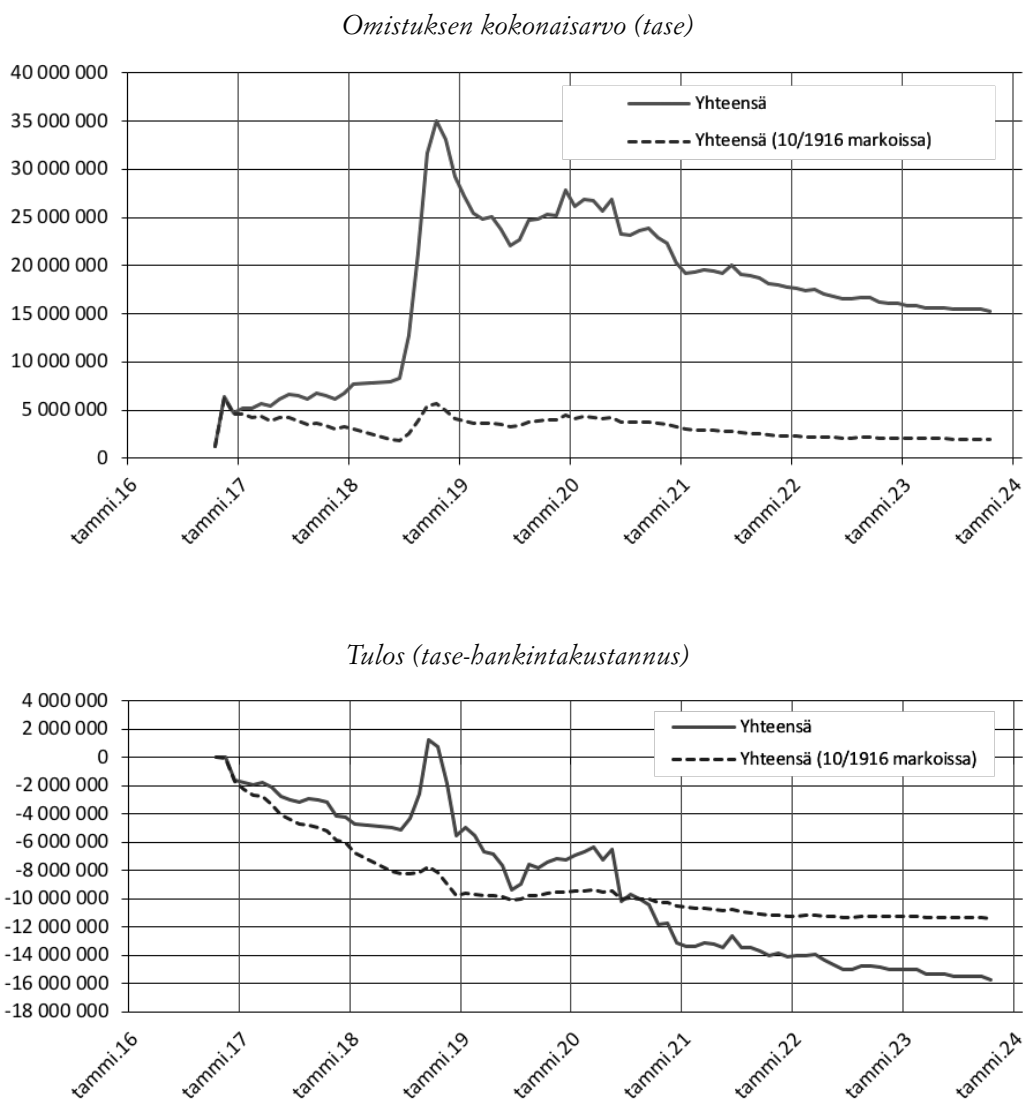 Omistuksen kokonaisarvo (tase)
40 000 000
35 000 000
30 000 000
25 000 000
20 000 000
15 000 000
10 000 000
5 000 000
0
Yhteensä
Yhteensä (10/1916 markoissa)
tammi.16
tammi.17
tammi.18
tammi.19
tammi.20
tammi.21
tammi.22
tammi.23
tammi.24
Tulos (tase-hankintakustannus)
4 000 000
2 000 000
0
-2 000 000
-4 000 000
-6 000 000
-8 000 000
-10 000 000
-12 000 000
-14 000 000
-16 000 000
-18 000 000
Yhteensä
Yhteensä (10/1916 markoissa)
tammi.16
tammi.17
tammi.18
tammi.19
tammi.20
tammi.21
tammi.22
tammi.23
tammi.24